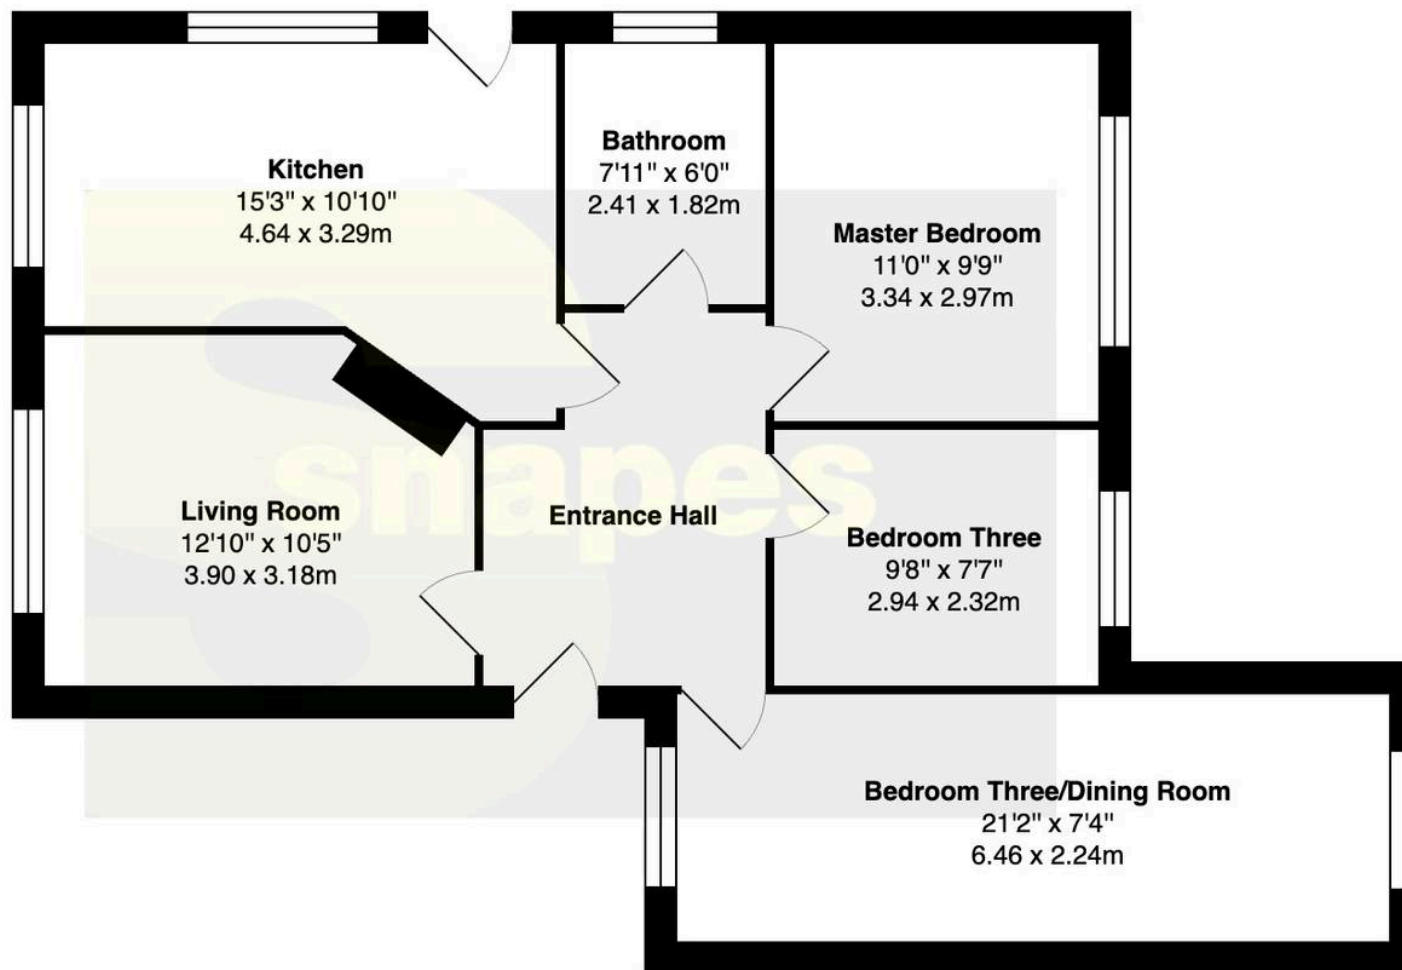 Kitchen
15'3" x 10'10"
4.64 x 3.29m
Bathroom
7'11" x 6'0"
2.41 x 1.82m
Master Bedroom
11'0" x 9'9"
3.34 x 2.97m
Living Room
12'10" x 10'5"
3.90 x 3.18m
snapes
Entrance Hall
Bedroom Three
9'8" x 7'7"
2.94 x 2.32m
Bedroom Three/Dining Room
21'2" x 7'4"
6.46 x 2.24m